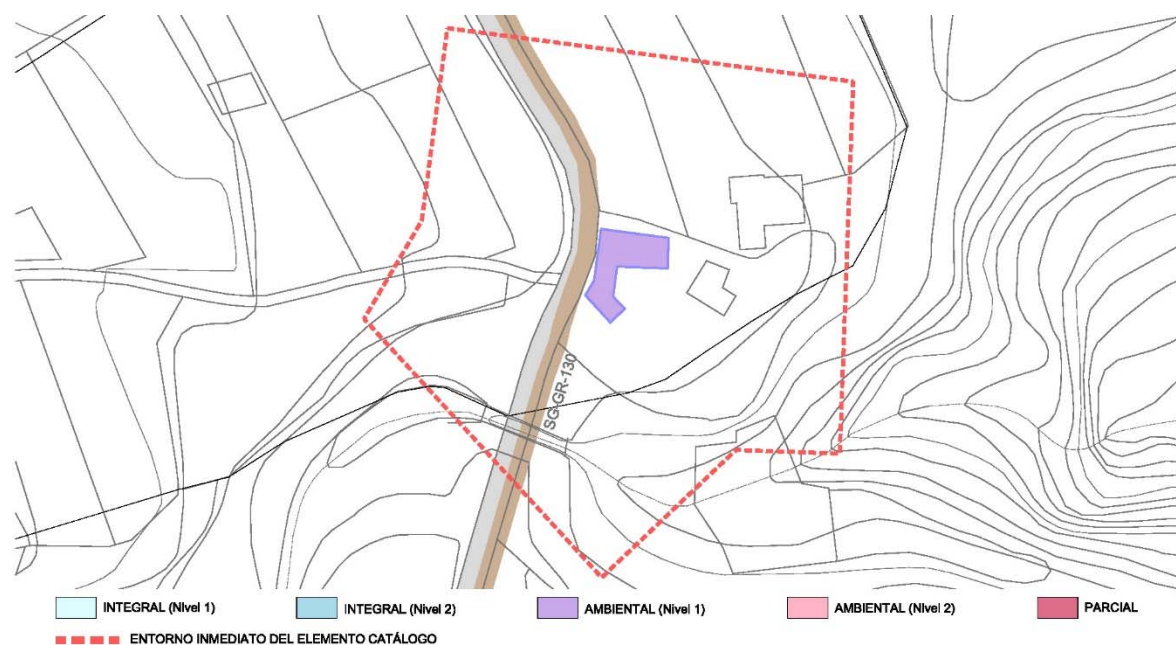 SG-GR-130
INTEGRAL (Nivel 1) INTEGRAL (Nivel 2) AMBIENTAL (Nivel 1) AMBIENTAL (Nivel 2) PARCIAL
ENTORNO INMEDIATO DEL ELEMENTO CATÁLOGO